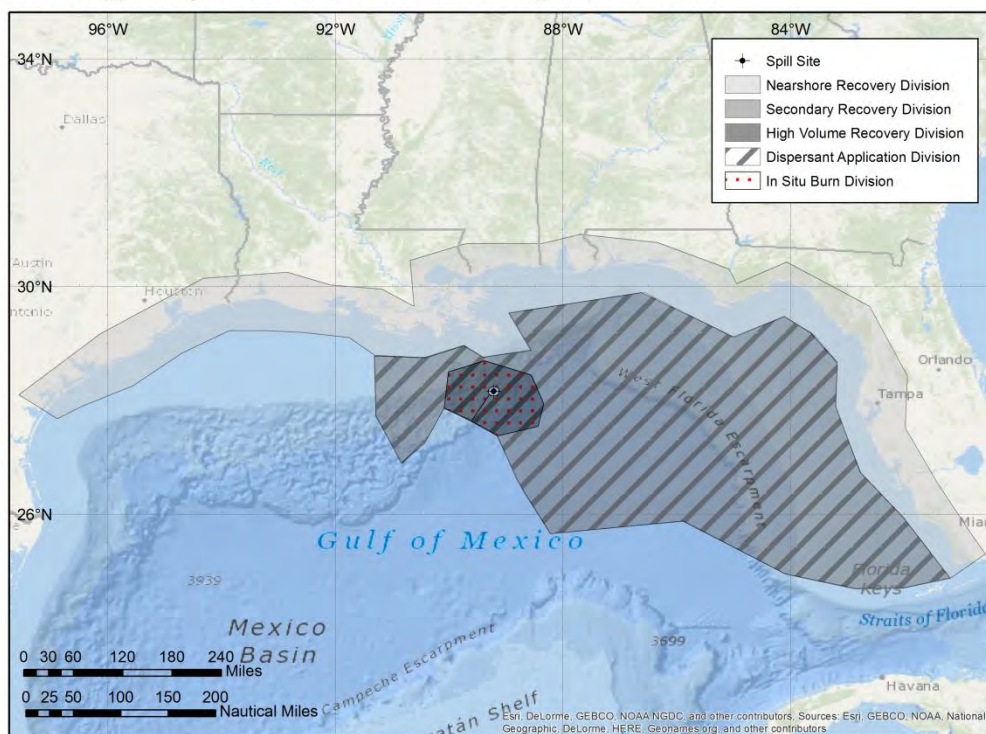 96°W
92°W
88°W
84°W
34°N
Spill Site
Nearshore Recovery Division
Secondary Recovery Division
High Volume Recovery Division
Dispersant Application Division
In Situ Burn Division
Dallas
Red
Austin
Houston
30°N
Orlando
Tampa
West Florida Escarpment
26°N
Gulf of Mexico
Miam
Florida
Keys
Straits of Florida
3939
Mexico
Basin
3699
Campeche Escarpment
Havana
atán Shelf
0 30 60 120 180 240
Miles
0 25 50 100 150 200
Nautical Miles
Esri, DeLorme, GEBCO, NOAA NGDC, and other contributors, Sources: Esri, GEBCO, NOAA, National
Geographic, DeLorme, HERE, Geonames.org, and other contributors